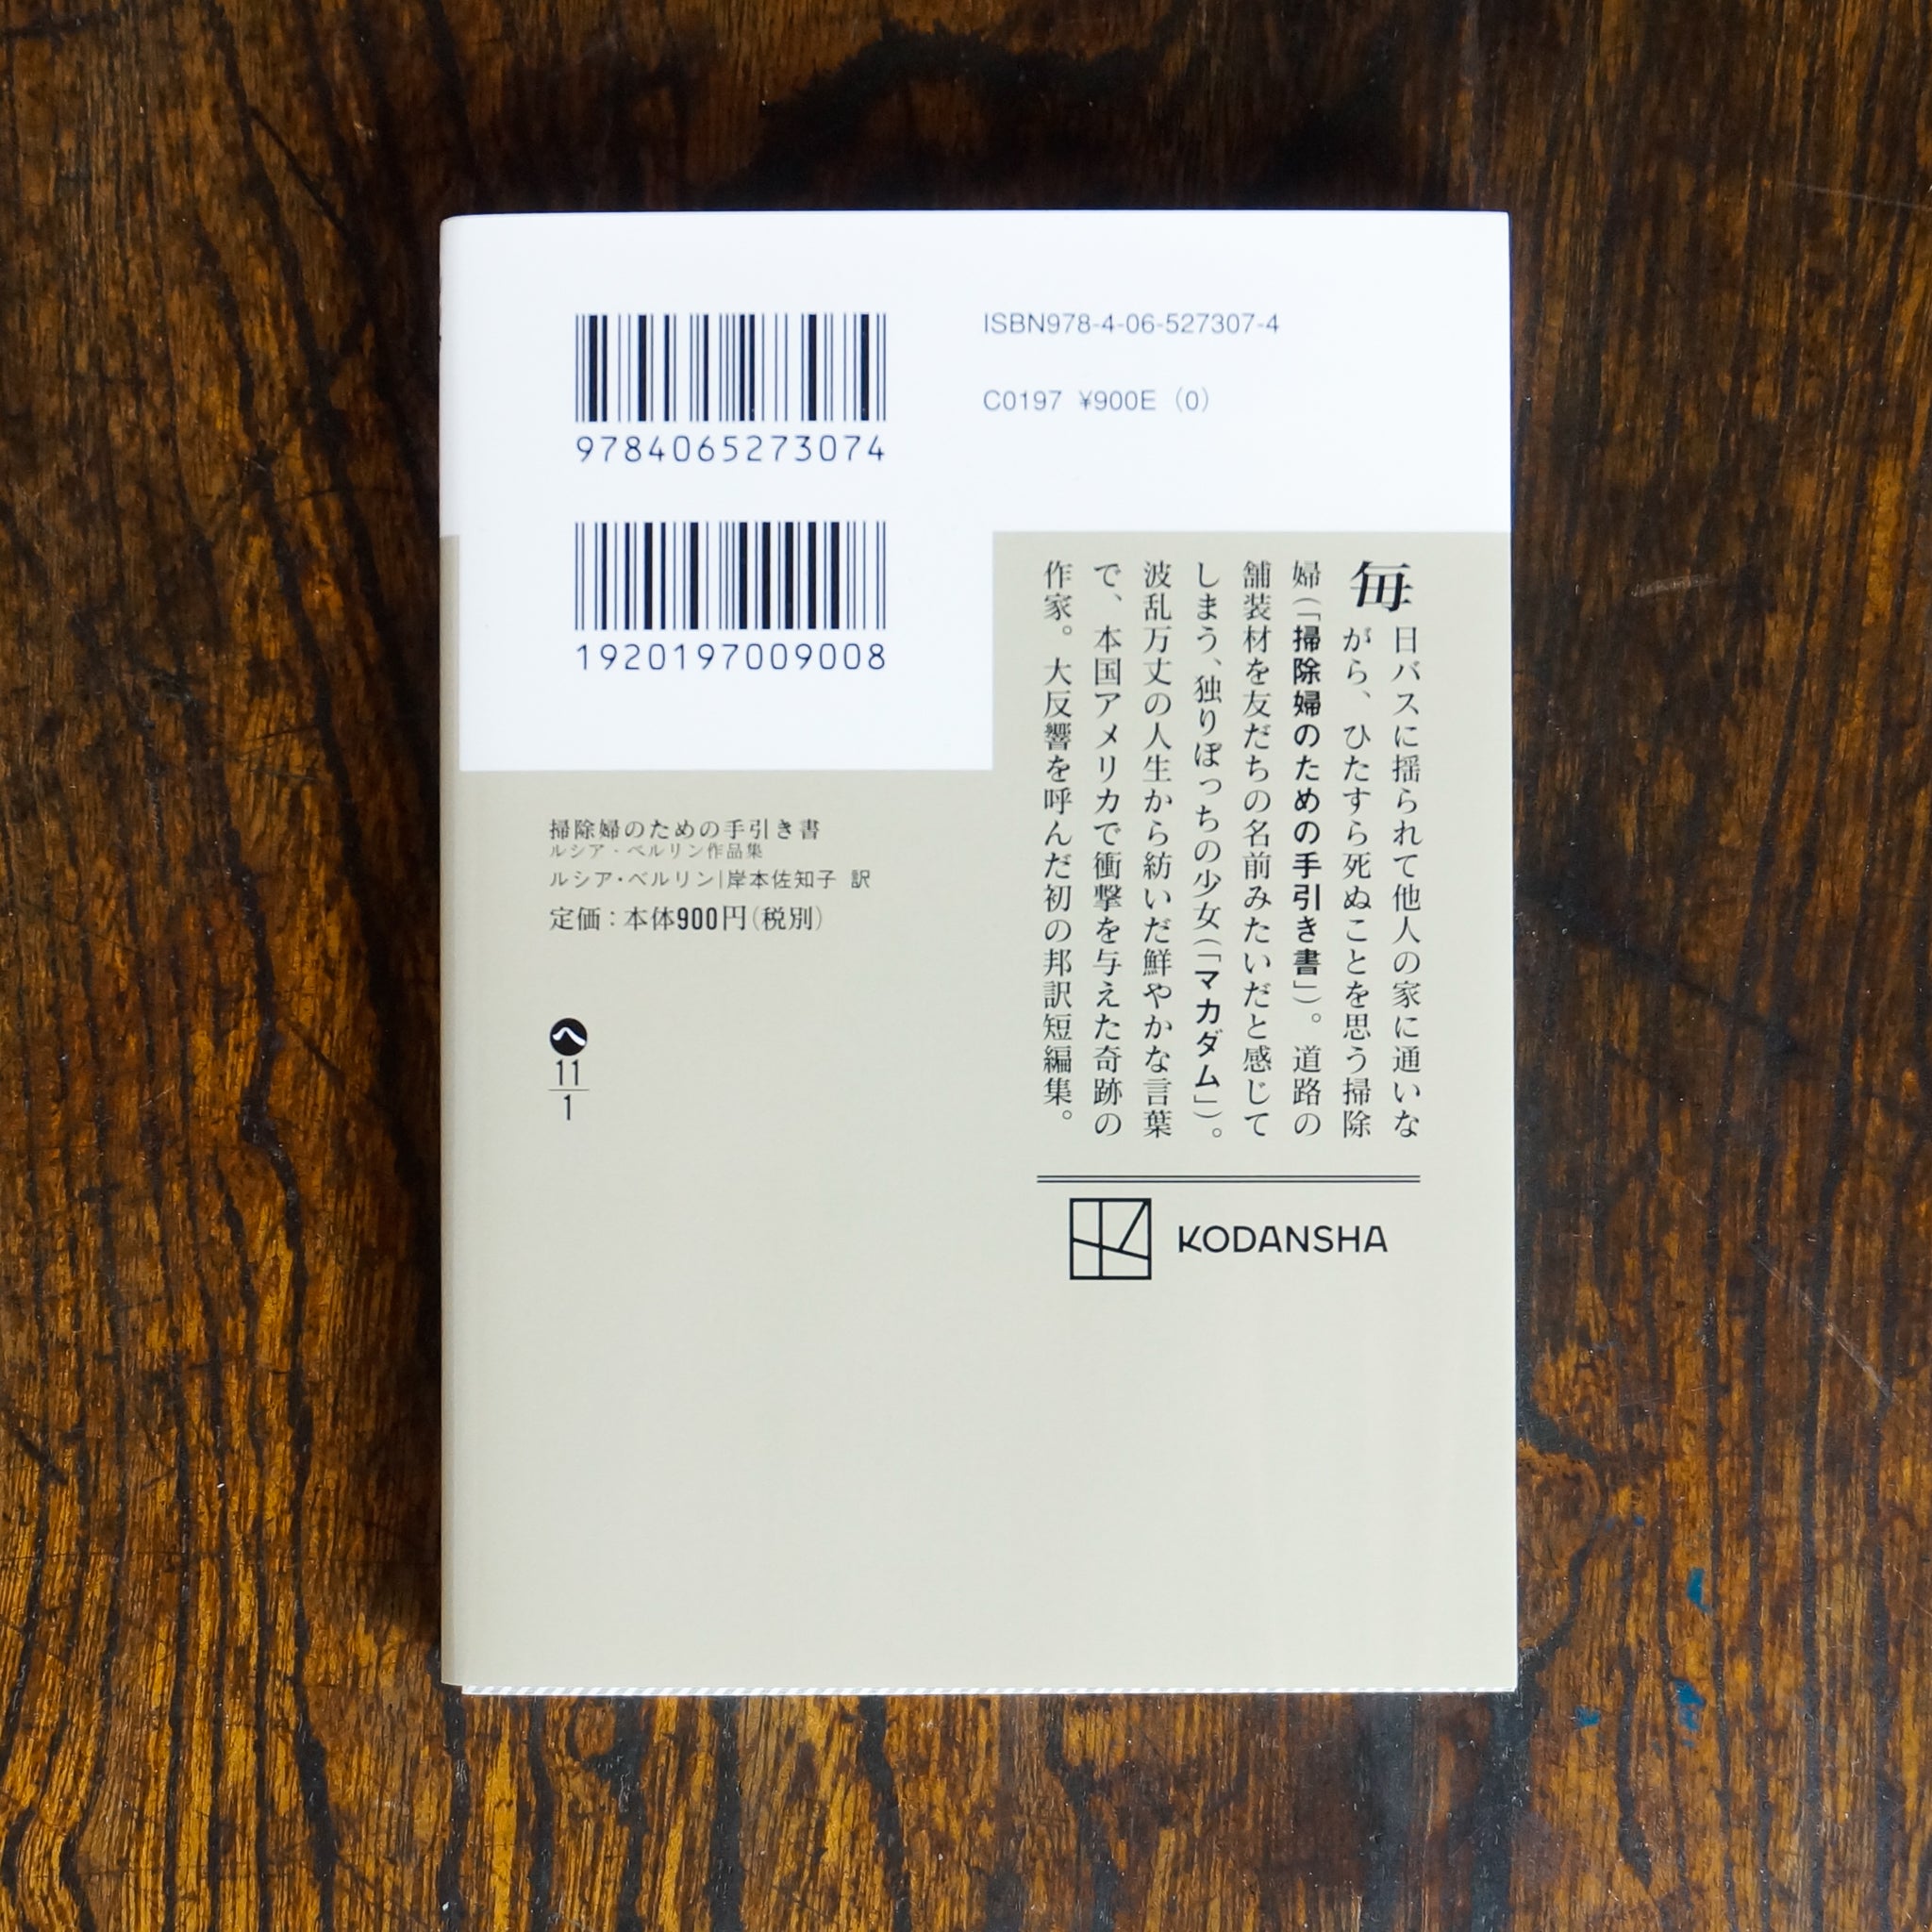 9784065273074
1920197009008
ISBN978-4-06-527307-4
C0197 ¥900E (0)
毎日バスに揺られて他人の家に通いな
がら、ひたすら死ぬことを思う掃除
婦(「掃除婦のための手引き書」)。道路の
舗装材を友だちの名前みたいだと感じて
しまう、独りぼっちの少女(「マカダム」)。
波乱万丈の人生から紡いだ鮮やかな言葉
で、本国アメリカで衝撃を与えた奇跡の
作家。大反響を呼んだ初の邦訳短編集。
掃除婦のための手引き書
ルシア・ベルリン作品集
ルシア・ベルリン|岸本佐知子 訳
定価:本体900円(税別)
へ
11
1
KODANSHA